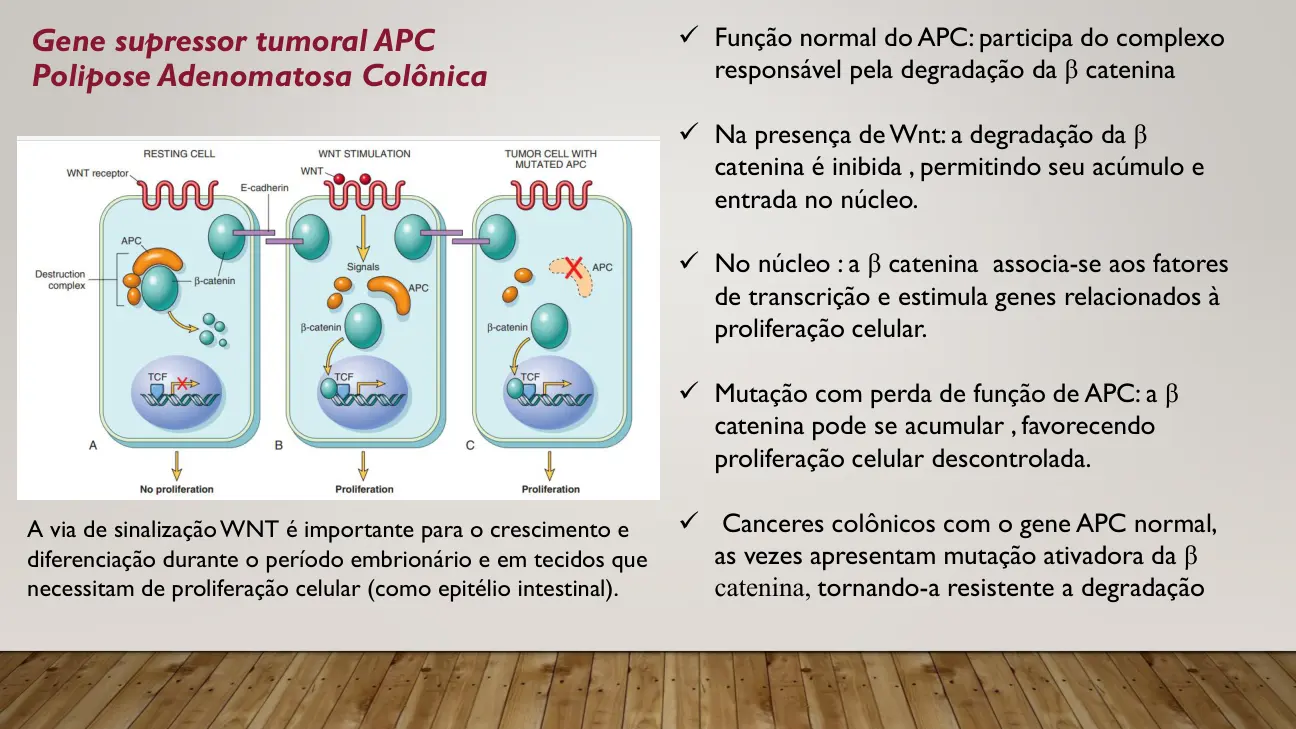 Gene supressor tumoral APC
Polipose Adenomatosa Colônica
RESTING CELL
WNT STIMULATION
TUMOR CELL WITH
MUTATED APC
WNT receptor
WNT
E-cadherin
APC
Destruction
complex
β-catenin
Signals
APC
β-catenin
APC
β-catenin
TCF
TCF
TCF
A
B
C
No proliferation
Proliferation
Proliferation
A via de sinalização WNT é importante para o crescimento e
diferenciação durante o período embrionário e em tecidos que
necessitam de proliferação celular (como epitélio intestinal).
✓ Função normal do APC: participa do complexo
responsável pela degradação da β catenina
✓ Na presença de Wnt: a degradação da β
catenina é inibida , permitindo seu acúmulo e
entrada no núcleo.
✓ No núcleo : a β catenina associa-se aos fatores
de transcrição e estimula genes relacionados à
proliferação celular.
✓ Mutação com perda de função de APC: a β
catenina pode se acumular , favorecendo
proliferação celular descontrolada.
✓ Canceres colônicos com o gene APC normal,
as vezes apresentam mutação ativadora da β
catenina, tornando-a resistente a degradação